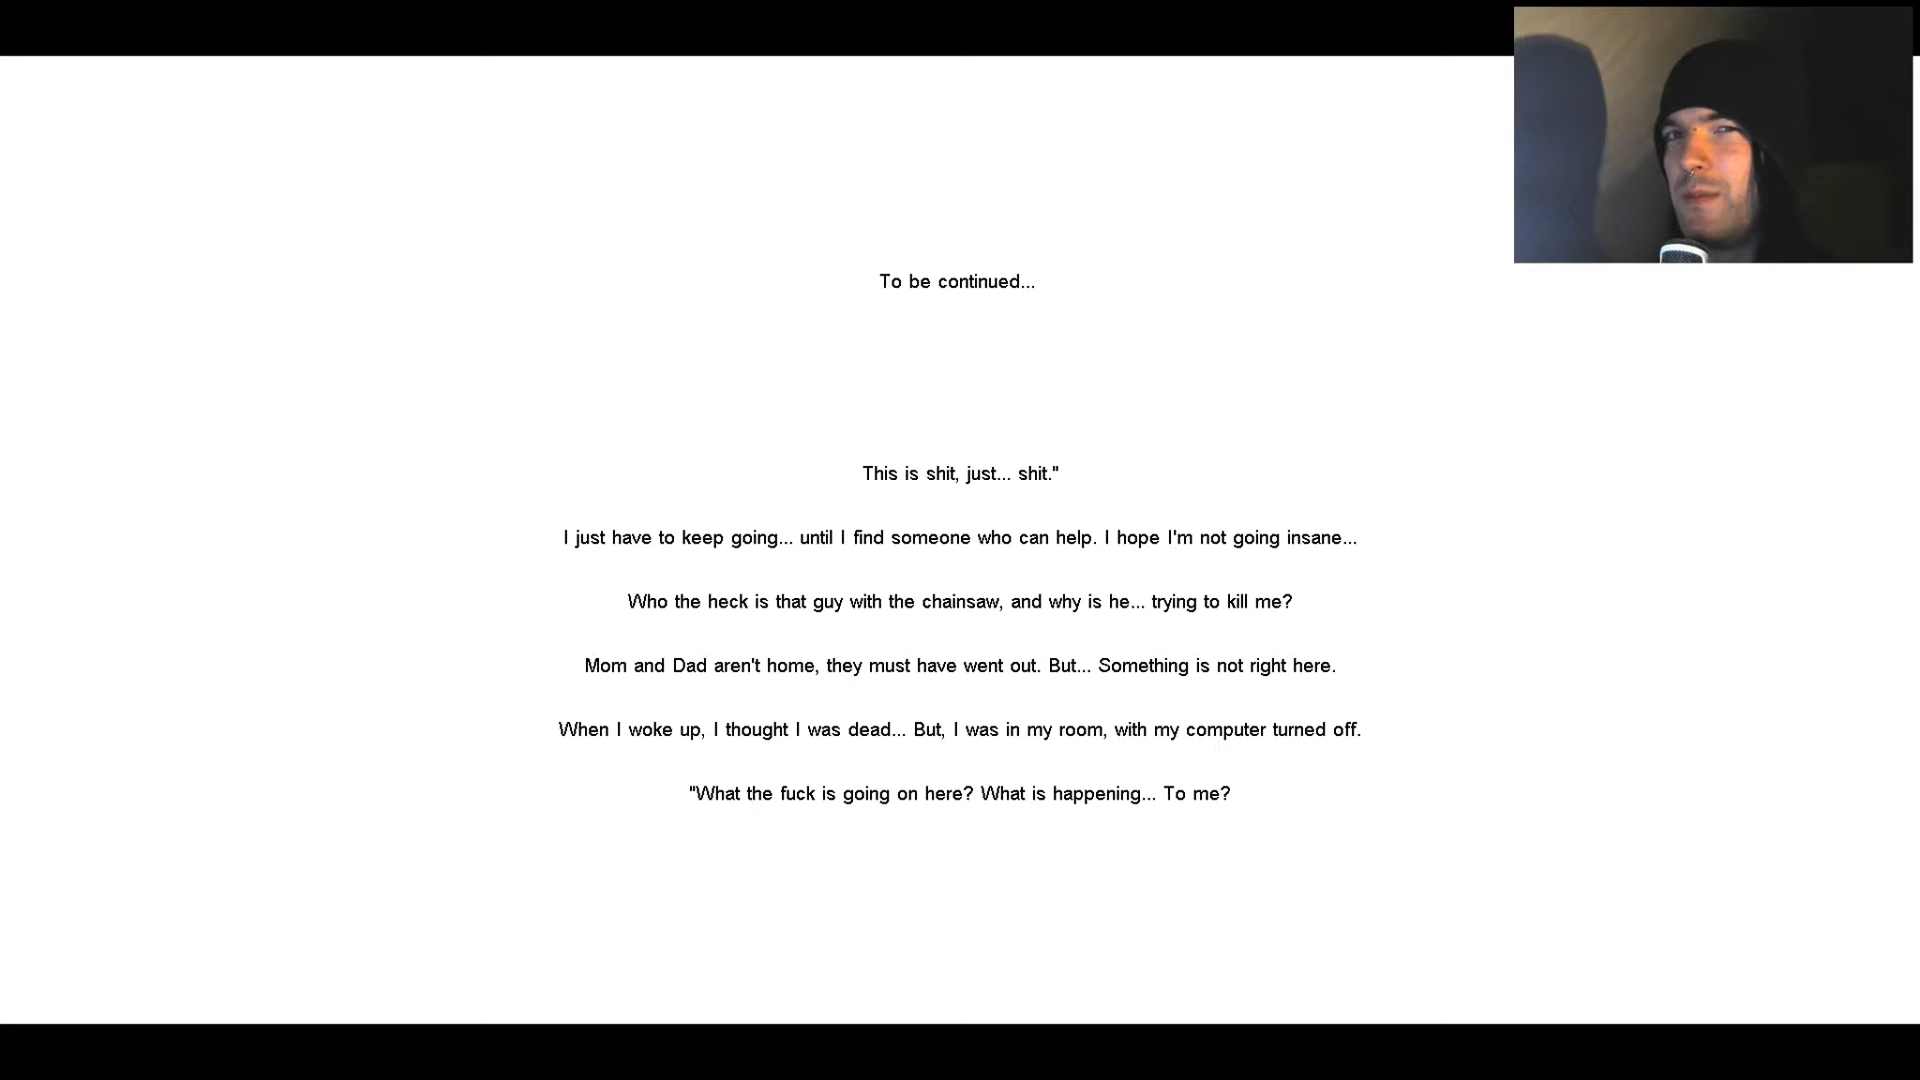 To be continued...
This is shit, just... shit."
I just have to keep going... until I find someone who can help. I hope I'm not going insane...
Who the heck is that guy with the chainsaw, and why is he... trying to kill me?
Mom and Dad aren't home, they must have went out. But... Something is not right here.
When I woke up, I thought I was dead... But, I was in my room, with my computer turned off.
"What the fuck is going on here? What is happening... To me?